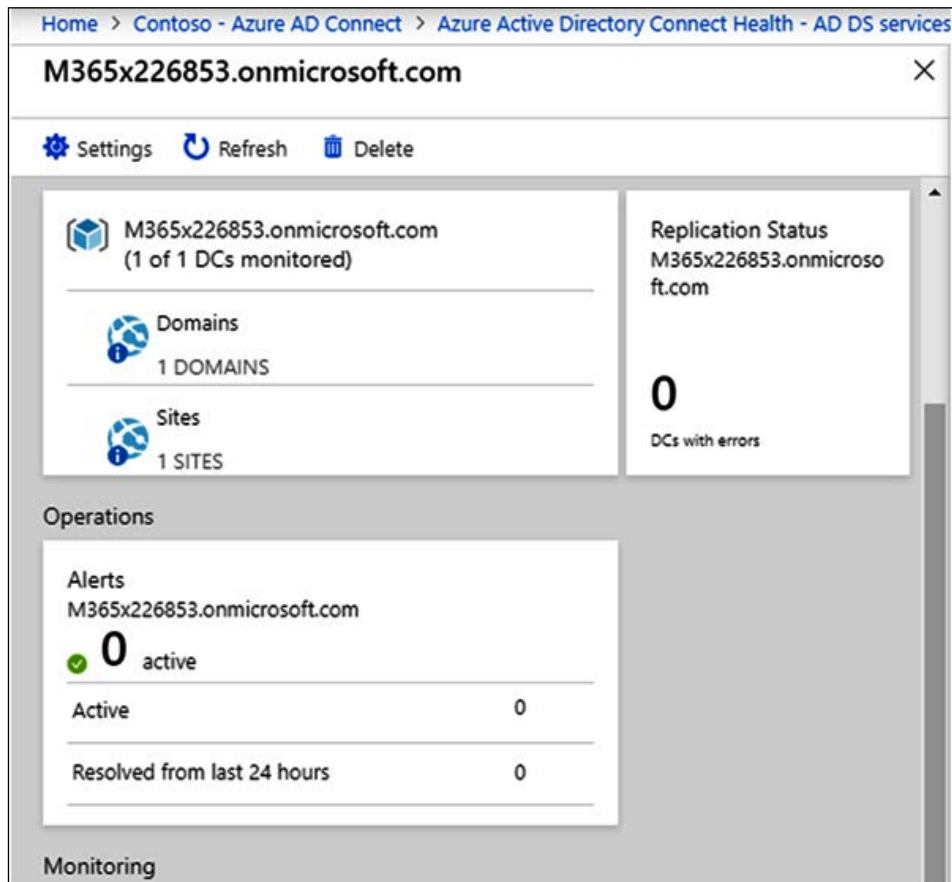 Home > Contoso - Azure AD Connect > Azure Active Directory Connect Health - AD DS services
M365x226853.onmicrosoft.com
Settings Refresh Delete
M365x226853.onmicrosoft.com
(1 of 1 DCs monitored)
Domains
1 DOMAINS
Sites
1 SITES
Replication Status
M365x226853.onmicroso
ft.com
0
DCs with errors
Operations
Alerts
M365x226853.onmicrosoft.com
0 active
Active 0
Resolved from last 24 hours 0
Monitoring